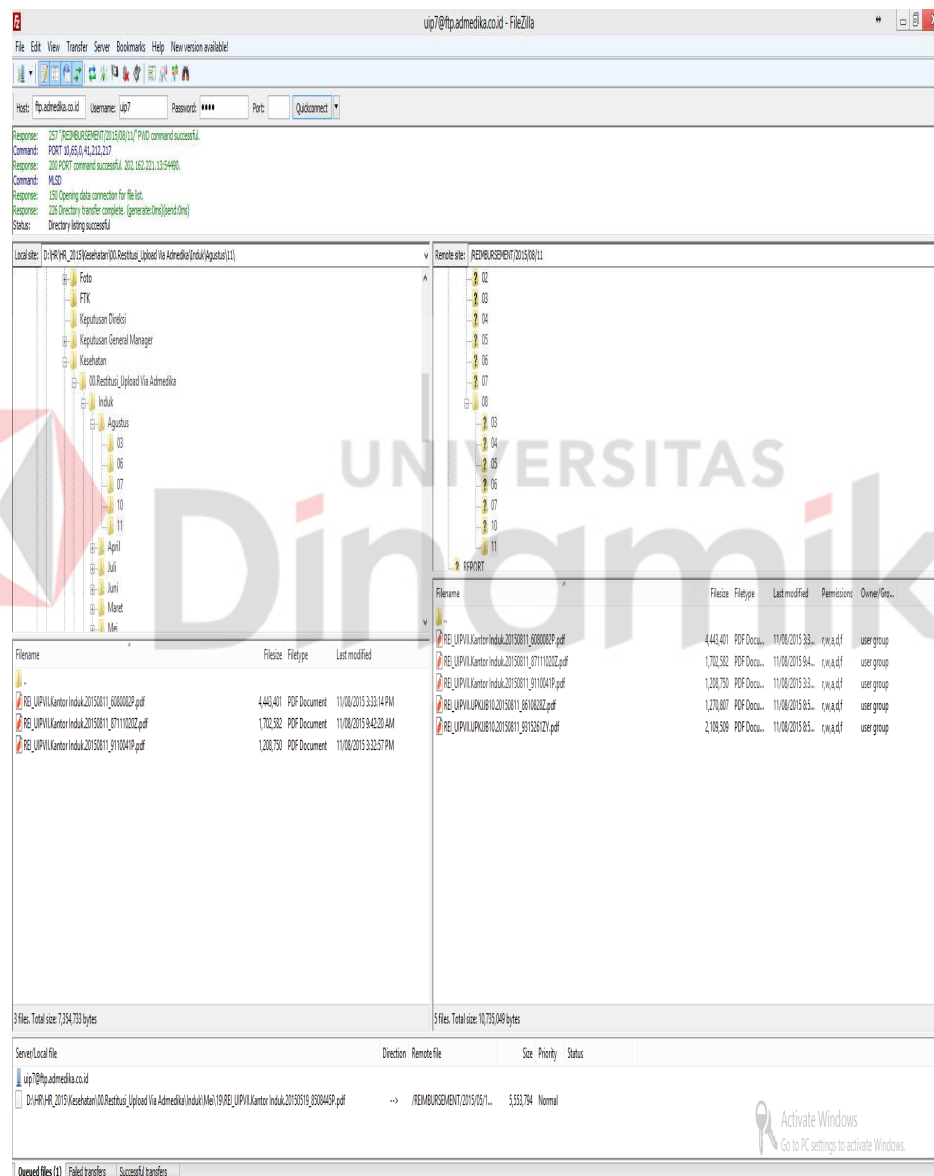 uip7@ftp.admedika.co.id - FileZilla
File Edit View Transfer Server Bookmarks Help New version available!
Host: ftp.admedika.co.id Username: uip7 Password: •••• Port: Quickconnect
Response: 257 "/REIMBURSEMENT/2015/08/11/" PWD command successful.
Command: PORT 10,65,0,41,212,217
Response: 200 PORT command successful. 202.162.221.13:54490.
Command: MLSD
Response: 150 Opening data connection for file list.
Response: 226 Directory transfer complete. (generate:0ms)(send:0ms)
Status: Directory listing successful
Local site: D:\HR\HR_2015\Kesehatan\00.Restitusi_Upload Via Admedika\Induk\Agustus\11\
Foto
FTK
Keputusan Direksi
Keputusan General Manager
Kesehatan
00.Restitusi_Upload Via Admedika
Induk
Agustus
03
06
07
10
11
April
Juli
Juni
Maret
Mei
Filename Filesize Filetype Last modified
..
REI_UIPVII.Kantor Induk.20150811_6080082P.pdf 4,443,401 PDF Document 11/08/2015 3:33:14 PM
REI_UIPVII.Kantor Induk.20150811_87111020Z.pdf 1,702,582 PDF Document 11/08/2015 9:42:20 AM
REI_UIPVII.Kantor Induk.20150811_9110041P.pdf 1,208,750 PDF Document 11/08/2015 3:32:57 PM
3 files. Total size: 7,354,733 bytes
Remote site: /REIMBURSEMENT/2015/08/11
02
03
04
05
06
07
08
03
04
05
06
07
10
11
REPORT
Filename Filesize Filetype Last modified Permissions Owner/Gro...
..
REI_UIPVII.Kantor Induk.20150811_6080082P.pdf 4,443,401 PDF Docu... 11/08/2015 3:3... r,w,a,d,f user group
REI_UIPVII.Kantor Induk.20150811_87111020Z.pdf 1,702,582 PDF Docu... 11/08/2015 9:4... r,w,a,d,f user group
REI_UIPVII.Kantor Induk.20150811_9110041P.pdf 1,208,750 PDF Docu... 11/08/2015 3:3... r,w,a,d,f user group
REI_UIPVII.UPKJJB10.20150811_8610828Z.pdf 1,270,807 PDF Docu... 11/08/2015 8:5... r,w,a,d,f user group
REI_UIPVII.UPKJJB10.20150811_9315261ZY.pdf 2,109,509 PDF Docu... 11/08/2015 8:5... r,w,a,d,f user group
5 files. Total size: 10,735,049 bytes
UNIVERSITAS
Dinamika
Server/Local file Direction Remote file Size Priority Status
uip7@ftp.admedika.co.id
D:\HR\HR_2015\Kesehatan\00.Restitusi_Upload Via Admedika\Induk\Mei\19\REI_UIPVII.Kantor Induk.20150519_8508445P.pdf --> /REIMBURSEMENT/2015/05/1... 5,553,794 Normal
Activate Windows
Go to PC settings to activate Windows.
Queued files (1) Failed transfers Successful transfers